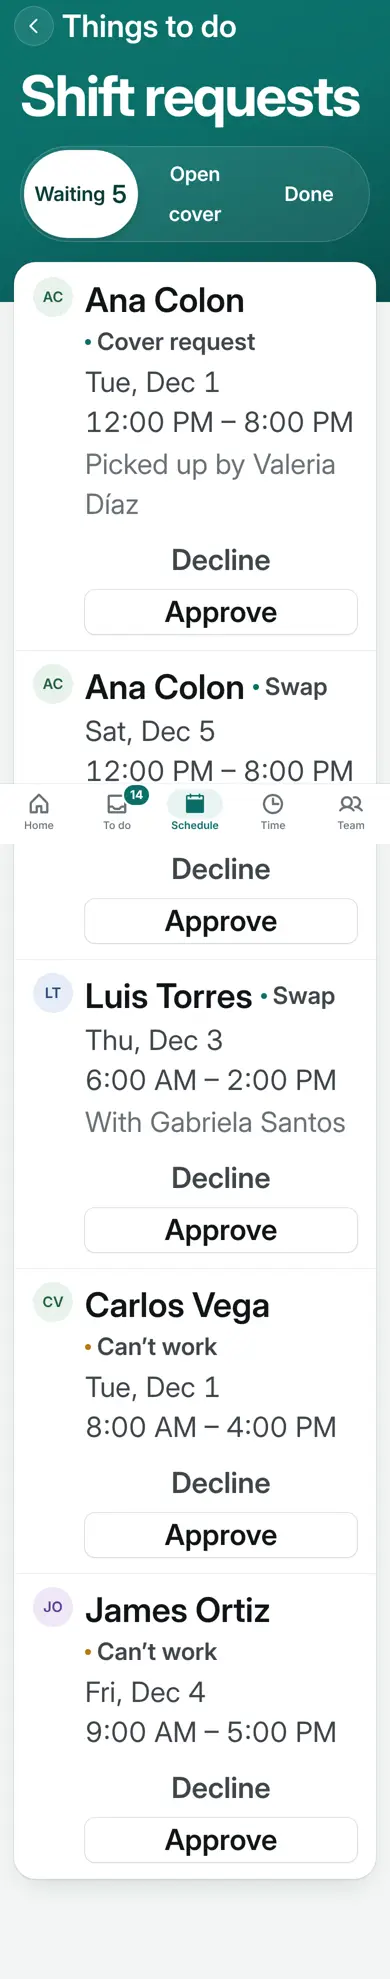 Things to do
Shift requests
Waiting 5
Open
cover
Done
AC
Ana Colon
• Cover request
Tue, Dec 1
12:00 PM – 8:00 PM
Picked up by Valeria
Díaz
Decline
Approve
AC
Ana Colon • Swap
Sat, Dec 5
12:00 PM – 8:00 PM
Home
To do
14
Schedule
Time
Team
Decline
Approve
LT
Luis Torres • Swap
Thu, Dec 3
6:00 AM – 2:00 PM
With Gabriela Santos
Decline
Approve
CV
Carlos Vega
• Can’t work
Tue, Dec 1
8:00 AM – 4:00 PM
Decline
Approve
JO
James Ortiz
• Can’t work
Fri, Dec 4
9:00 AM – 5:00 PM
Decline
Approve